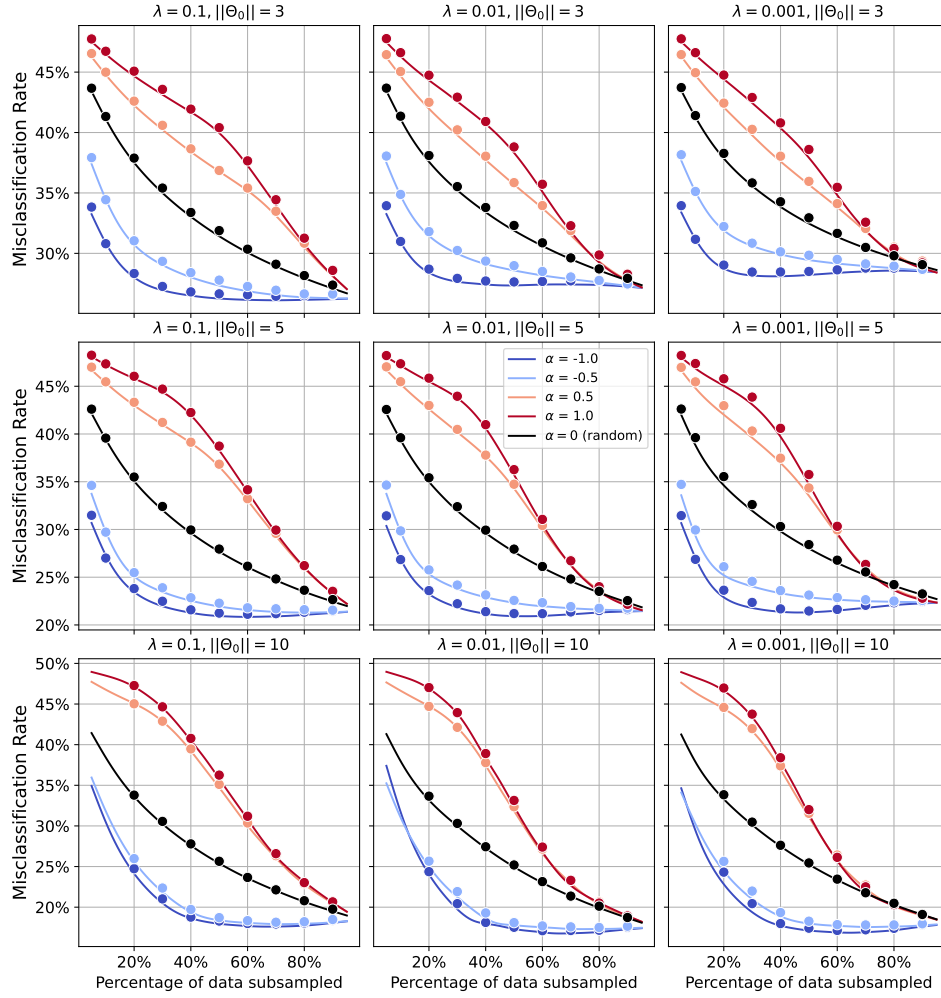 λ = 0.1, ||Θ₀|| = 3
λ = 0.01, ||Θ₀|| = 3
λ = 0.001, ||Θ₀|| = 3
Misclassification Rate
45%
40%
35%
30%
λ = 0.1, ||Θ₀|| = 5
λ = 0.01, ||Θ₀|| = 5
λ = 0.001, ||Θ₀|| = 5
Misclassification Rate
45%
40%
35%
30%
25%
20%
α = -1.0
α = -0.5
α = 0.5
α = 1.0
α = 0 (random)
λ = 0.1, ||Θ₀|| = 10
λ = 0.01, ||Θ₀|| = 10
λ = 0.001, ||Θ₀|| = 10
Misclassification Rate
50%
45%
40%
35%
30%
25%
20%
20% 40% 60% 80%
20% 40% 60% 80%
20% 40% 60% 80%
Percentage of data subsampled
Percentage of data subsampled
Percentage of data subsampled